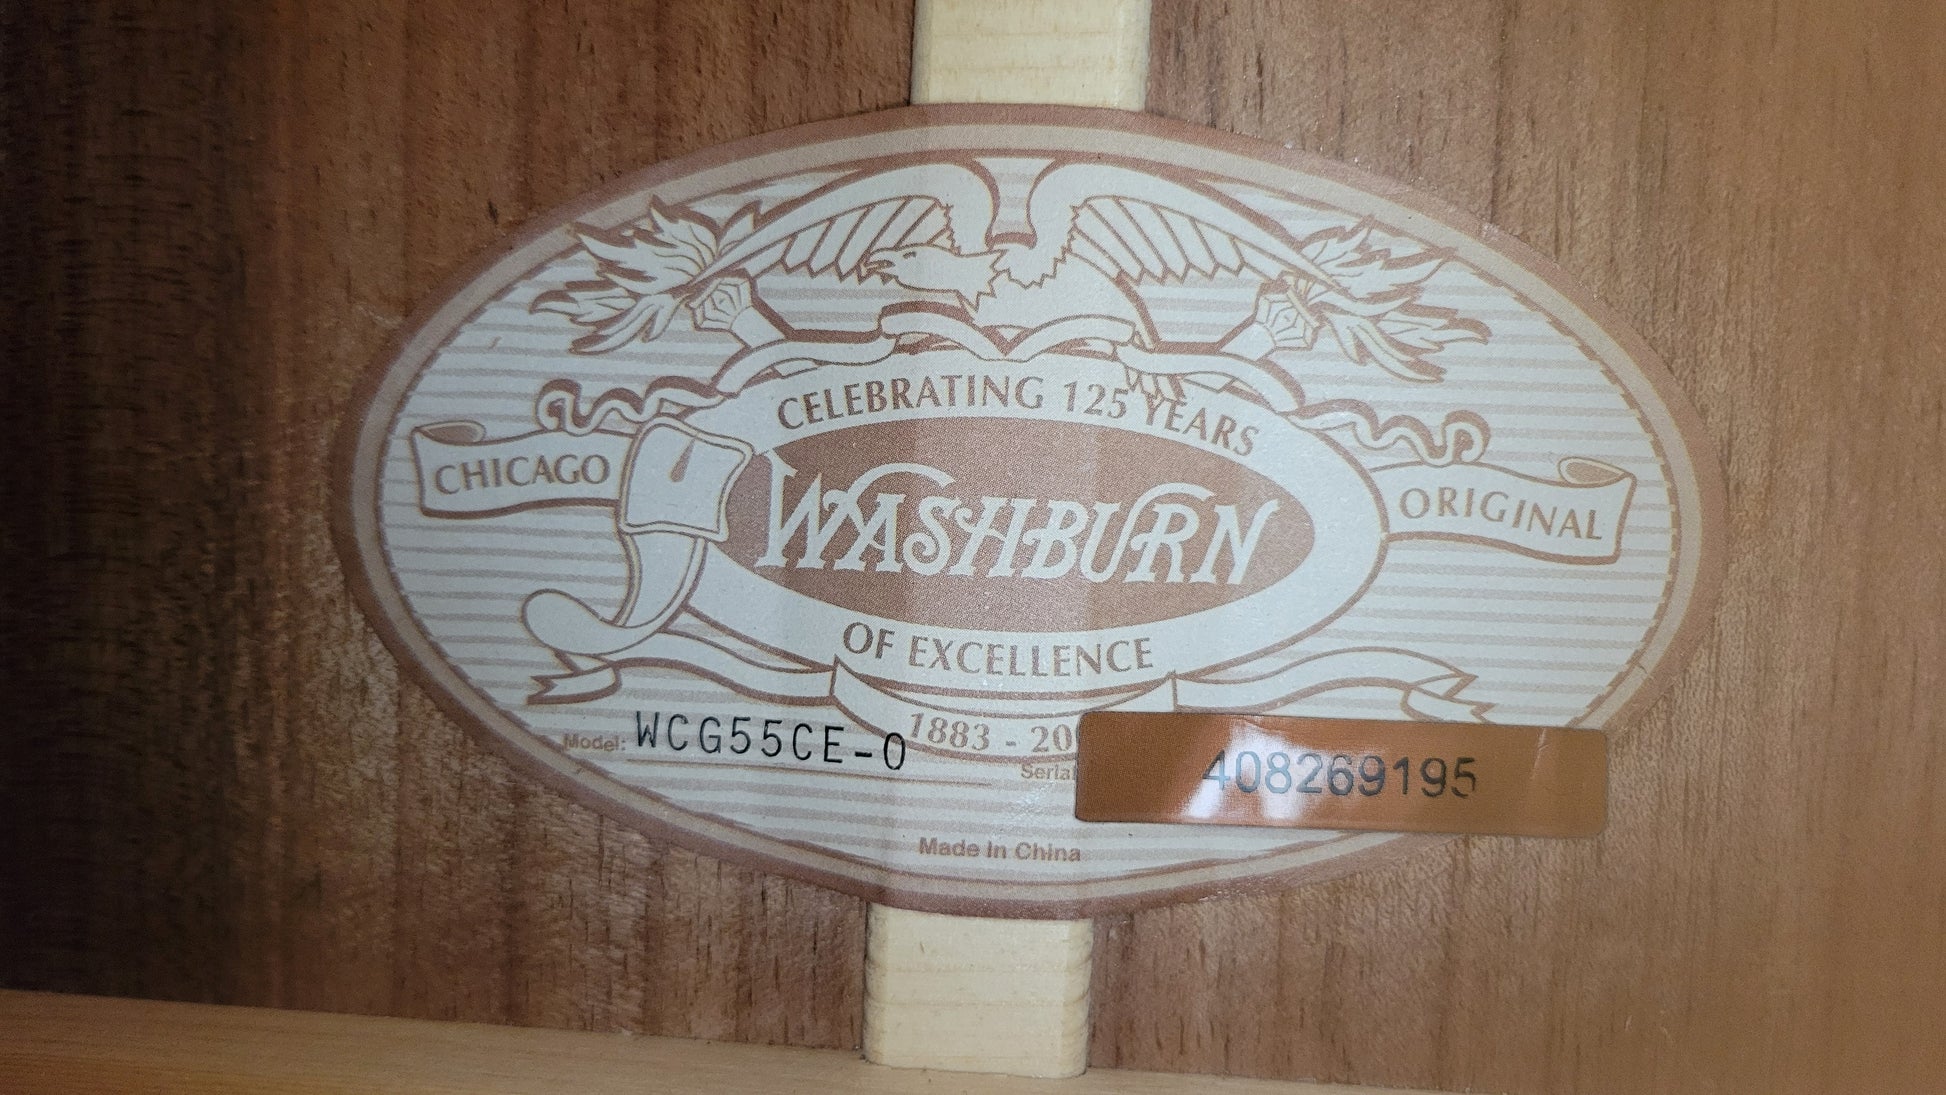 CELEBRATING 125 YEARS
CHICAGO
WASHBURN
ORIGINAL
OF EXCELLENCE
1883 - 20
Model: WCG55CE-O
Serial
408269195
Made In China